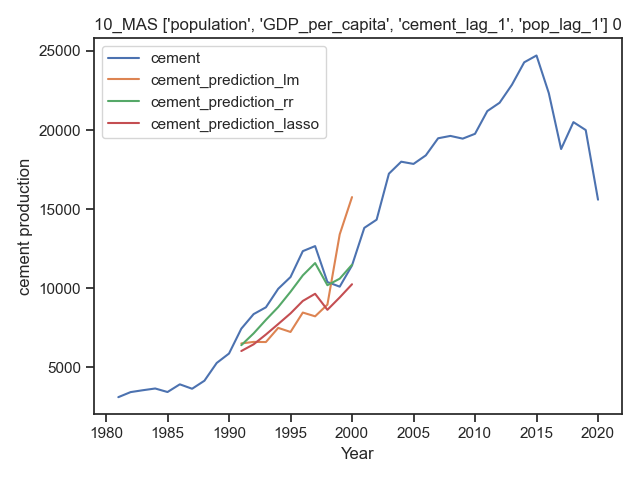 10_MAS ['population', 'GDP_per_capita', 'cement_lag_1', 'pop_lag_1'] 0
25000
20000
15000
10000
5000
cement production
cement
cement_prediction_lm
cement_prediction_rr
cement_prediction_lasso
1980 1985 1990 1995 2000 2005 2010 2015 2020
Year